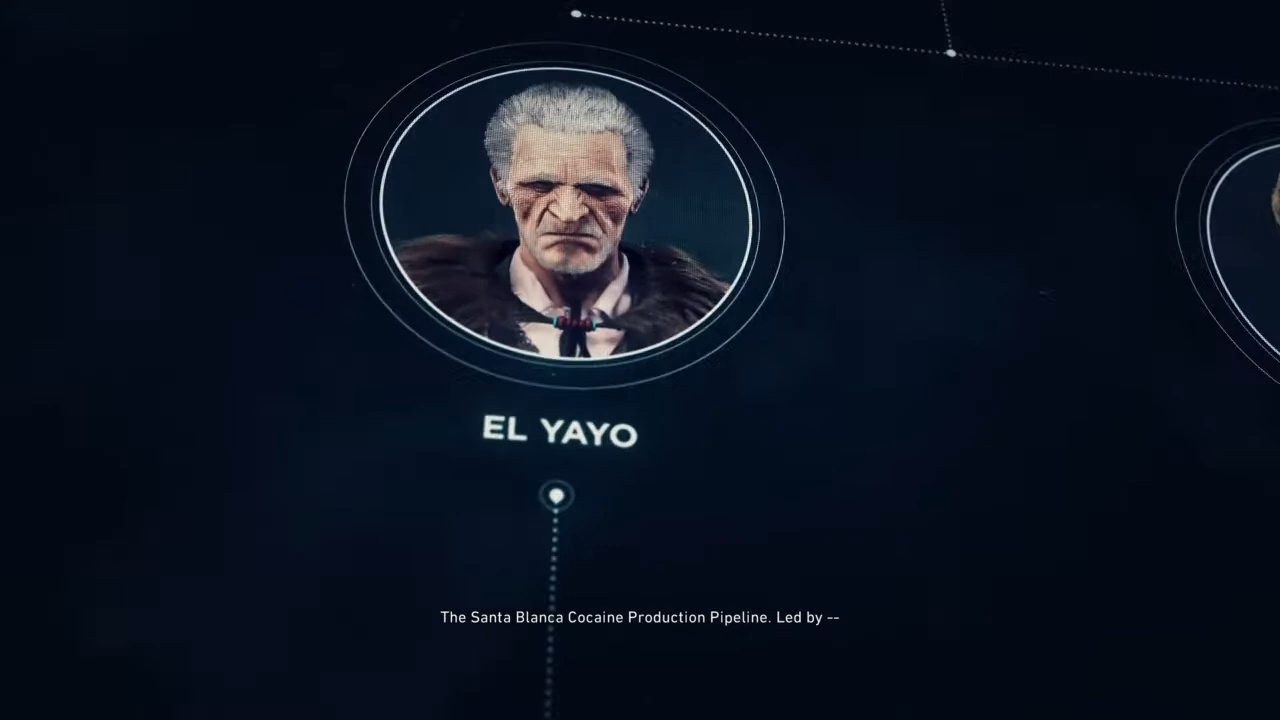 EL YAYO
The Santa Blanca Cocaine Production Pipeline. Led by --